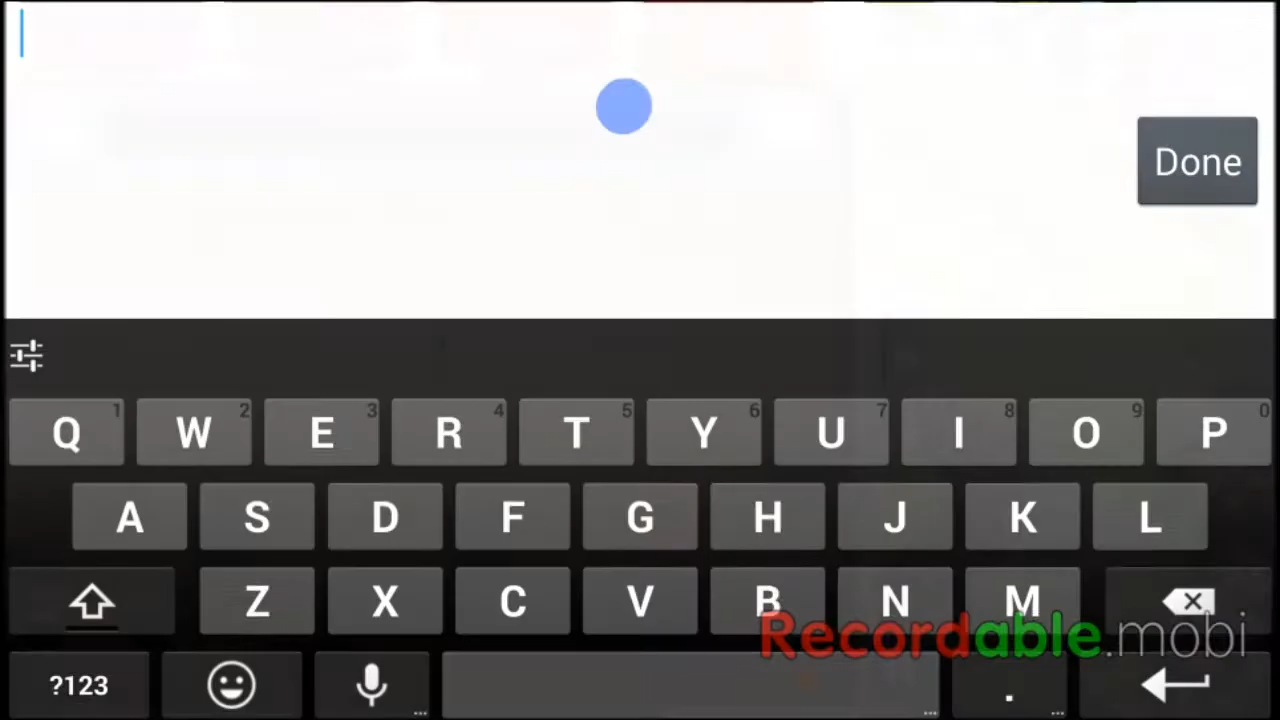 Done
1 2 3 4 5 6 7 8 9 0
Q W E R T Y U I O P
A S D F G H J K L
Z X C V B N M
Recordable.mobi
?123 ... ... . ...